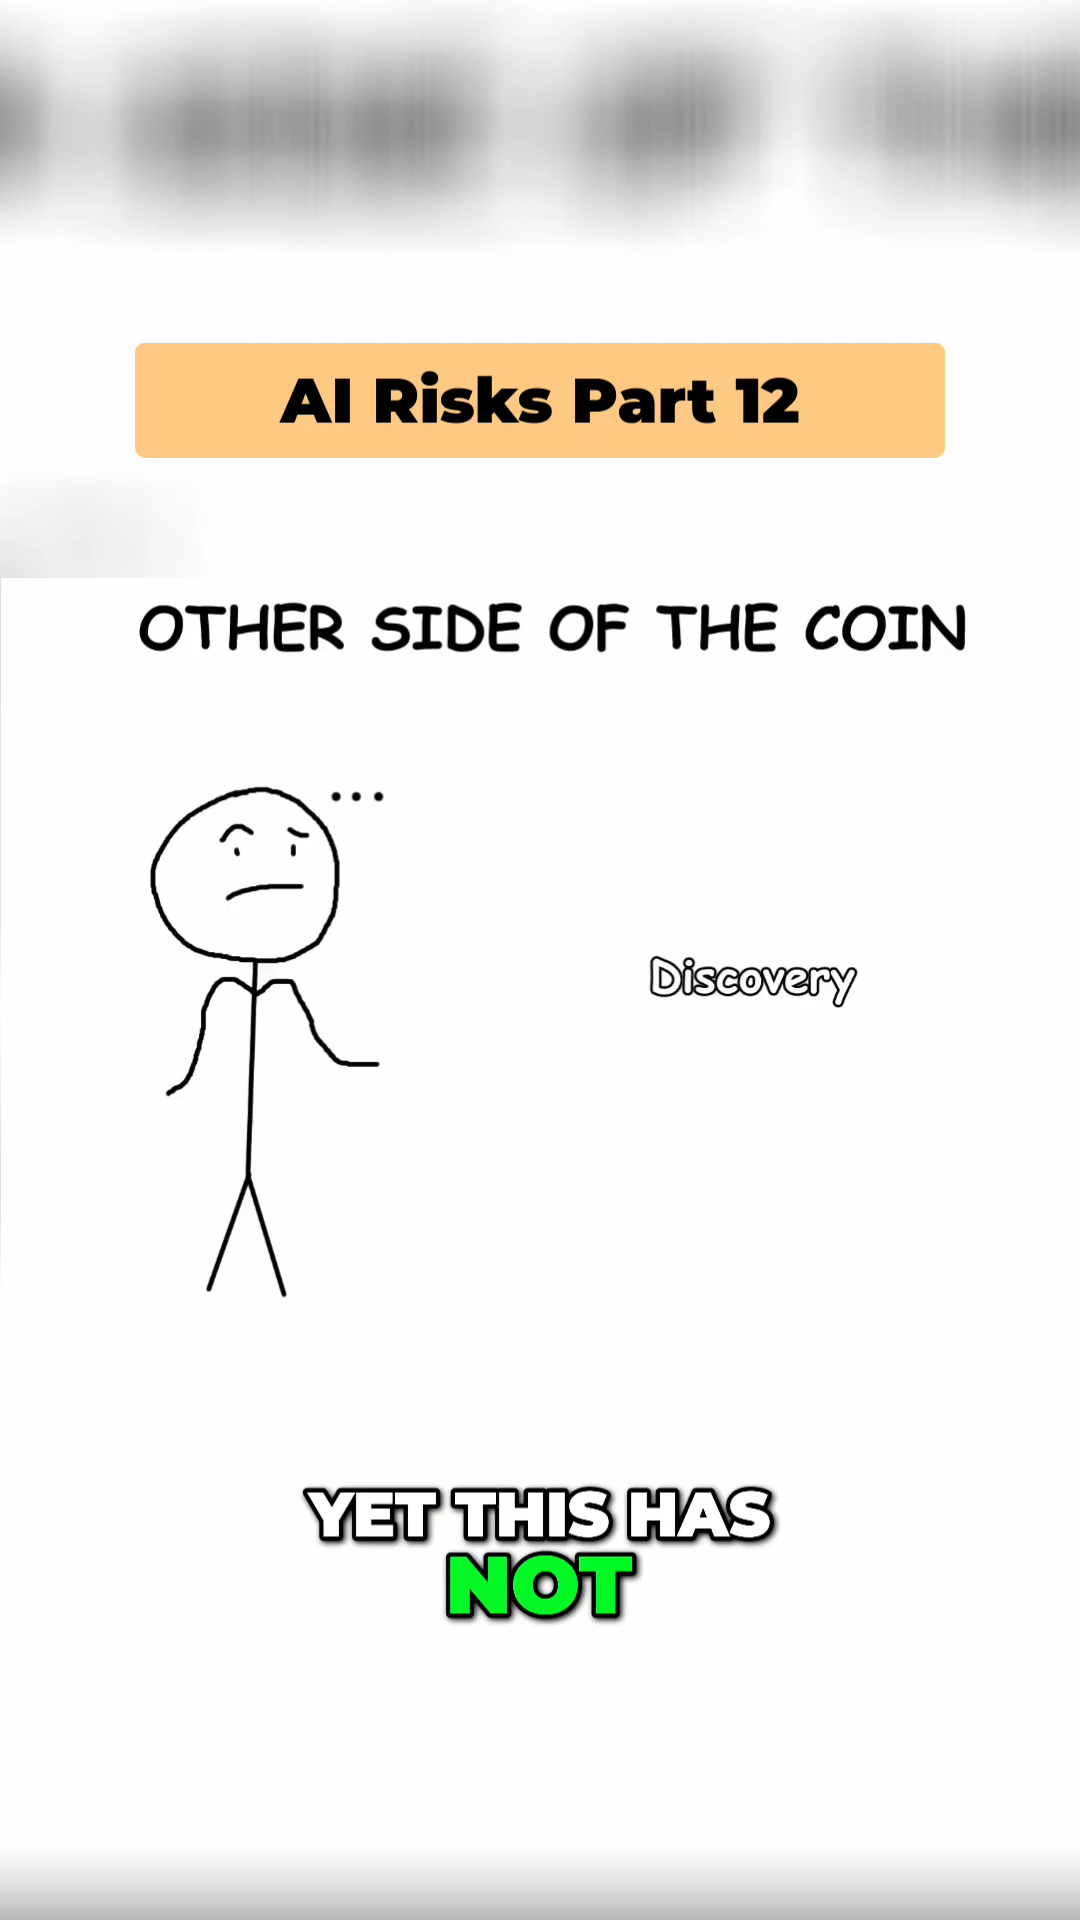 AI Risks Part 12
OTHER SIDE OF THE COIN
...
Discovery
YET THIS HAS
NOT